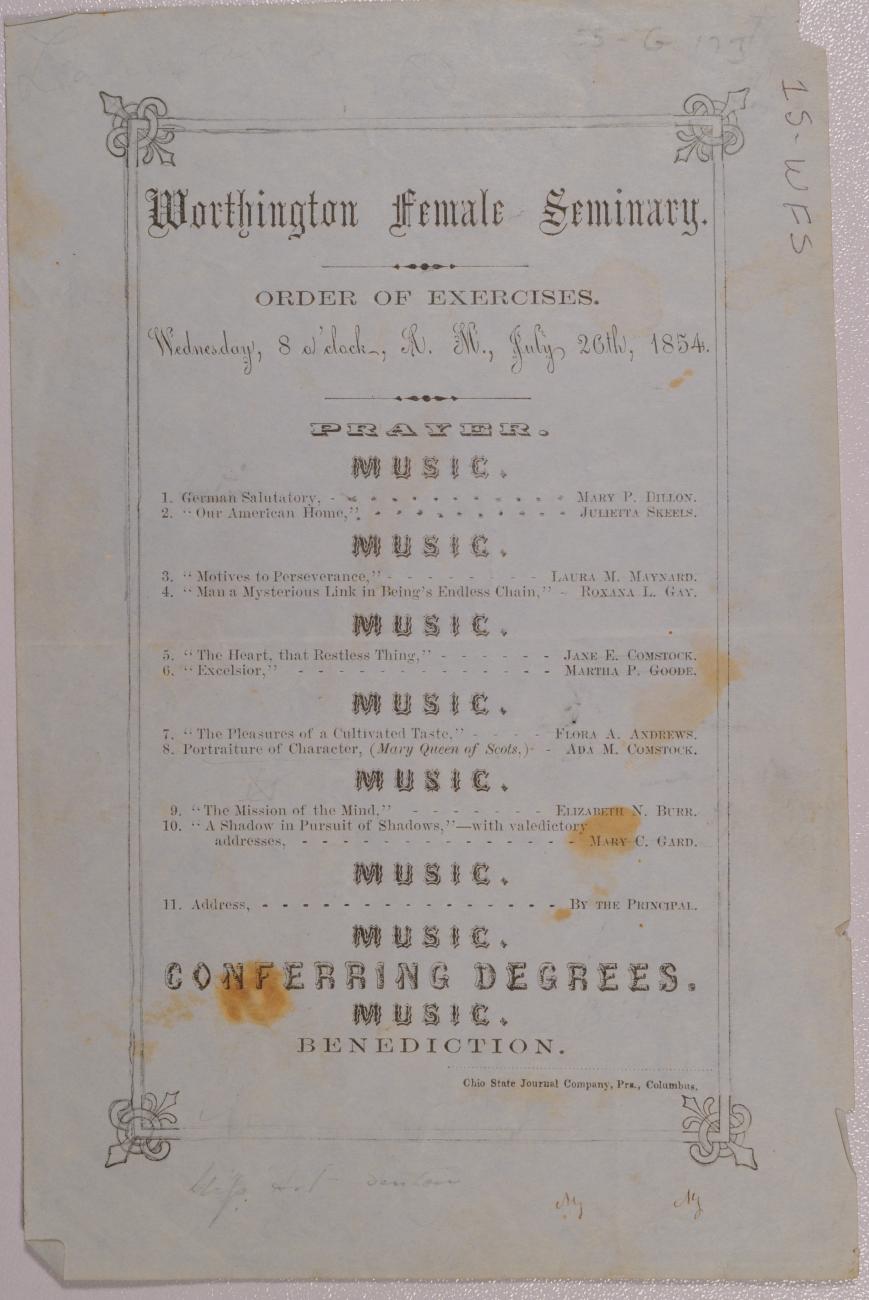 15-WFS
Worthington Female Seminary.
ORDER OF EXERCISES.
Wednesday, 8 o'clock, A. M., July 26th, 1854.
PRAYER.
MUSIC.
1. German Salutatory, - - - - - - - - - - - MARY P. DILLON.
2. “Our American Home,” - - - - - - - - - - JULIETTA SKEELS.
MUSIC.
3. “Motives to Perseverance,” - - - - - - - - LAURA M. MAYNARD.
4. “Man a Mysterious Link in Being's Endless Chain,” - ROXANA L. GAY.
MUSIC.
5. “The Heart, that Restless Thing,” - - - - - - JANE E. COMSTOCK.
6. “Excelsior,” - - - - - - - - - - - - - MARTHA P. GOODE.
MUSIC.
7. “The Pleasures of a Cultivated Taste,” - - - - FLORA A. ANDREWS.
8. Portraiture of Character, (Mary Queen of Scots,) - - ADA M. COMSTOCK.
MUSIC.
9. “The Mission of the Mind,” - - - - - - - ELIZABETH N. BURR.
10. “A Shadow in Pursuit of Shadows,”—with valedictory
addresses, - - - - - - - - - - - - - - MARY C. GARD.
MUSIC.
11. Address, - - - - - - - - - - - - - - - BY THE PRINCIPAL.
MUSIC.
CONFERRING DEGREES.
MUSIC.
BENEDICTION.
Ohio State Journal Company, Prs., Columbus.